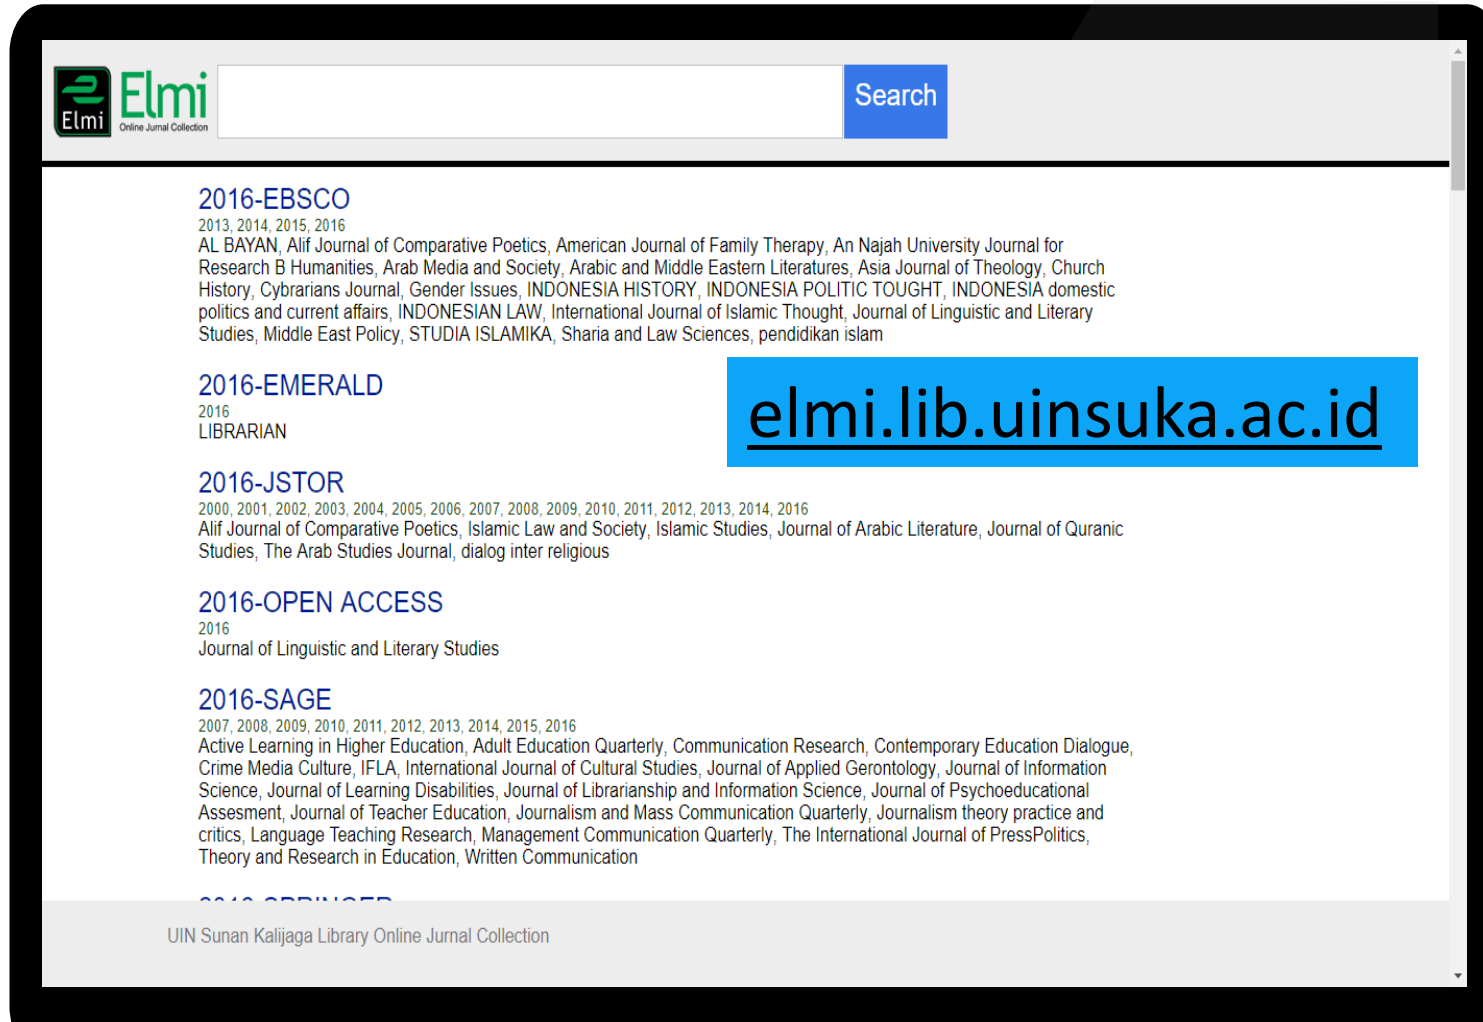 Elmi
Elmi
Online Jurnal Collection
Search
2016-EBSCO
2013, 2014, 2015, 2016
AL BAYAN, Alif Journal of Comparative Poetics, American Journal of Family Therapy, An Najah University Journal for
Research B Humanities, Arab Media and Society, Arabic and Middle Eastern Literatures, Asia Journal of Theology, Church
History, Cybrarians Journal, Gender Issues, INDONESIA HISTORY, INDONESIA POLITIC TOUGHT, INDONESIA domestic
politics and current affairs, INDONESIAN LAW, International Journal of Islamic Thought, Journal of Linguistic and Literary
Studies, Middle East Policy, STUDIA ISLAMIKA, Sharia and Law Sciences, pendidikan islam
2016-EMERALD
2016
LIBRARIAN
elmi.lib.uinsuka.ac.id
2016-JSTOR
2000, 2001, 2002, 2003, 2004, 2005, 2006, 2007, 2008, 2009, 2010, 2011, 2012, 2013, 2014, 2016
Alif Journal of Comparative Poetics, Islamic Law and Society, Islamic Studies, Journal of Arabic Literature, Journal of Quranic
Studies, The Arab Studies Journal, dialog inter religious
2016-OPEN ACCESS
2016
Journal of Linguistic and Literary Studies
2016-SAGE
2007, 2008, 2009, 2010, 2011, 2012, 2013, 2014, 2015, 2016
Active Learning in Higher Education, Adult Education Quarterly, Communication Research, Contemporary Education Dialogue,
Crime Media Culture, IFLA, International Journal of Cultural Studies, Journal of Applied Gerontology, Journal of Information
Science, Journal of Learning Disabilities, Journal of Librarianship and Information Science, Journal of Psychoeducational
Assesment, Journal of Teacher Education, Journalism and Mass Communication Quarterly, Journalism theory practice and
critics, Language Teaching Research, Management Communication Quarterly, The International Journal of PressPolitics,
Theory and Research in Education, Written Communication
2016-SPRINGER
UIN Sunan Kalijaga Library Online Jurnal Collection